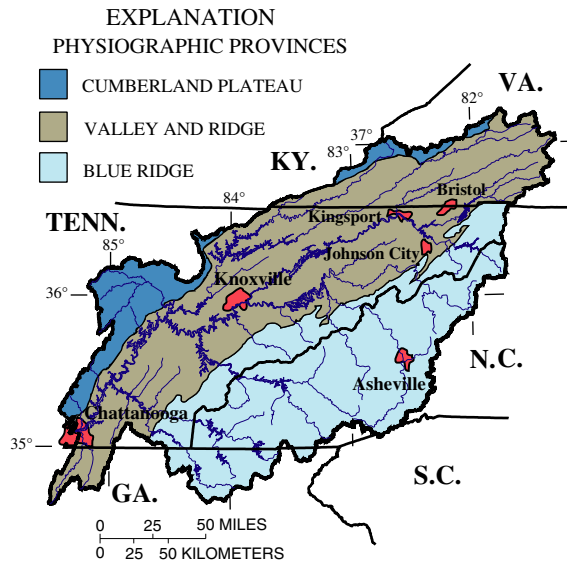 EXPLANATION
PHYSIOGRAPHIC PROVINCES
CUMBERLAND PLATEAU
VALLEY AND RIDGE
BLUE RIDGE
VA.
82°
37°
83°
KY.
Bristol
84°
Kingsport
TENN.
85°
Johnson City
Knoxville
36°
N.C.
Asheville
Chattanooga
35°
S.C.
GA.
0 25 50 MILES
0 25 50 KILOMETERS